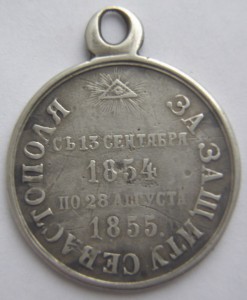 ЗА ЗАЩИТУ СЕВАСТОПОЛЯ
СЪ 13 СЕНТЯБРЯ
1854
ПО 28 АВГУСТА
1855.